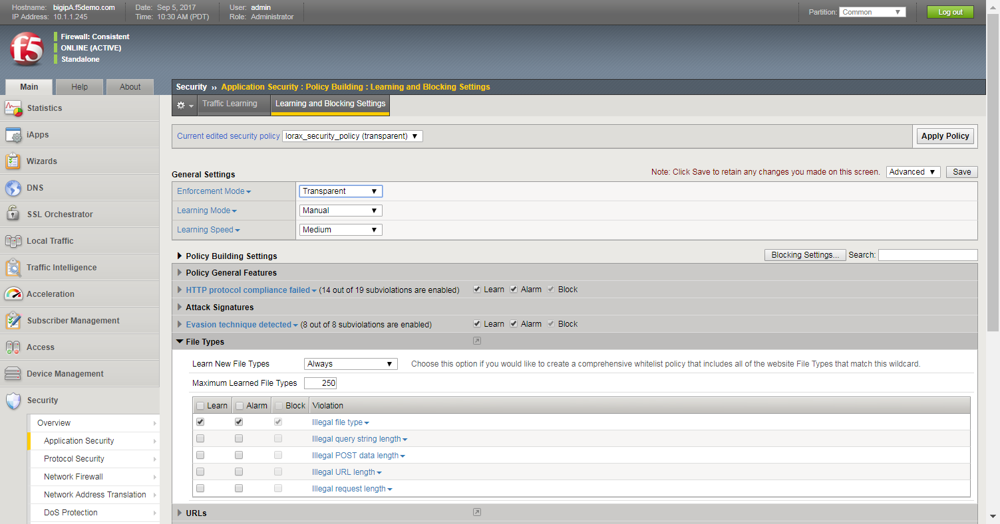 Hostname: bigipA.f5demo.com Date: Sep 5, 2017 User: admin
IP Address: 10.1.1.245 Time: 10:30 AM (PDT) Role: Administrator
Partition: Common Log out
f5
Firewall: Consistent
ONLINE (ACTIVE)
Standalone
Main Help About
Security ›› Application Security : Policy Building : Learning and Blocking Settings
Traffic Learning Learning and Blocking Settings
Statistics
iApps
Wizards
DNS
SSL Orchestrator
Local Traffic
Traffic Intelligence
Acceleration
Subscriber Management
Access
Device Management
Security
Overview
Application Security
Protocol Security
Network Firewall
Network Address Translation
DoS Protection
Current edited security policy lorax_security_policy (transparent) Apply Policy
General Settings Note: Click Save to retain any changes you made on this screen. Advanced Save
Enforcement Mode Transparent
Learning Mode Manual
Learning Speed Medium
Policy Building Settings Blocking Settings... Search:
Policy General Features
HTTP protocol compliance failed (14 out of 19 subviolations are enabled) Learn Alarm Block
Attack Signatures
Evasion technique detected (8 out of 8 subviolations are enabled) Learn Alarm Block
File Types
Learn New File Types Always Choose this option if you would like to create a comprehensive whitelist policy that includes all of the website File Types that match this wildcard.
Maximum Learned File Types 250
Learn Alarm Block Violation
Illegal file type
Illegal query string length
Illegal POST data length
Illegal URL length
Illegal request length
URLs